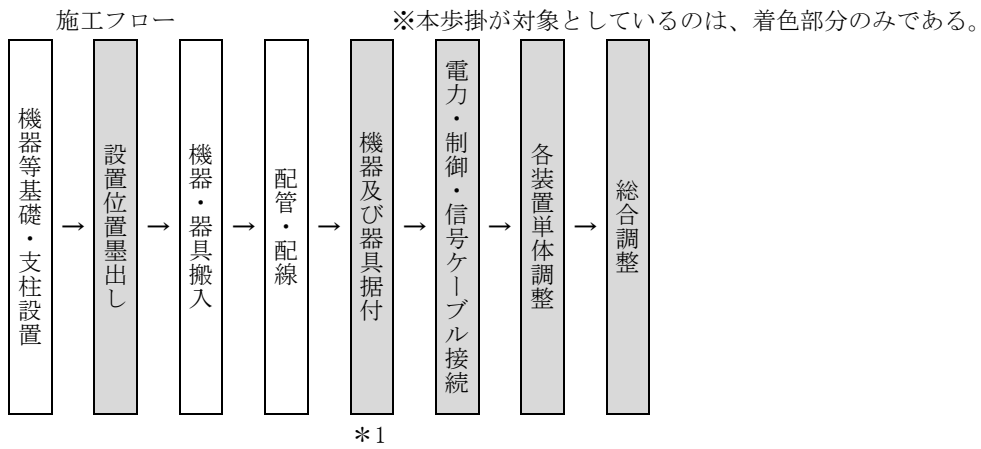 施工フロー
※本歩掛が対象としているのは、着色部分のみである。
機器等基礎・支柱設置
→
設置位置墨出し
→
機器・器具搬入
→
配管・配線
→
機器及び器具据付
→
電力・制御・信号ケーブル接続
→
各装置単体調整
→
総合調整
＊1